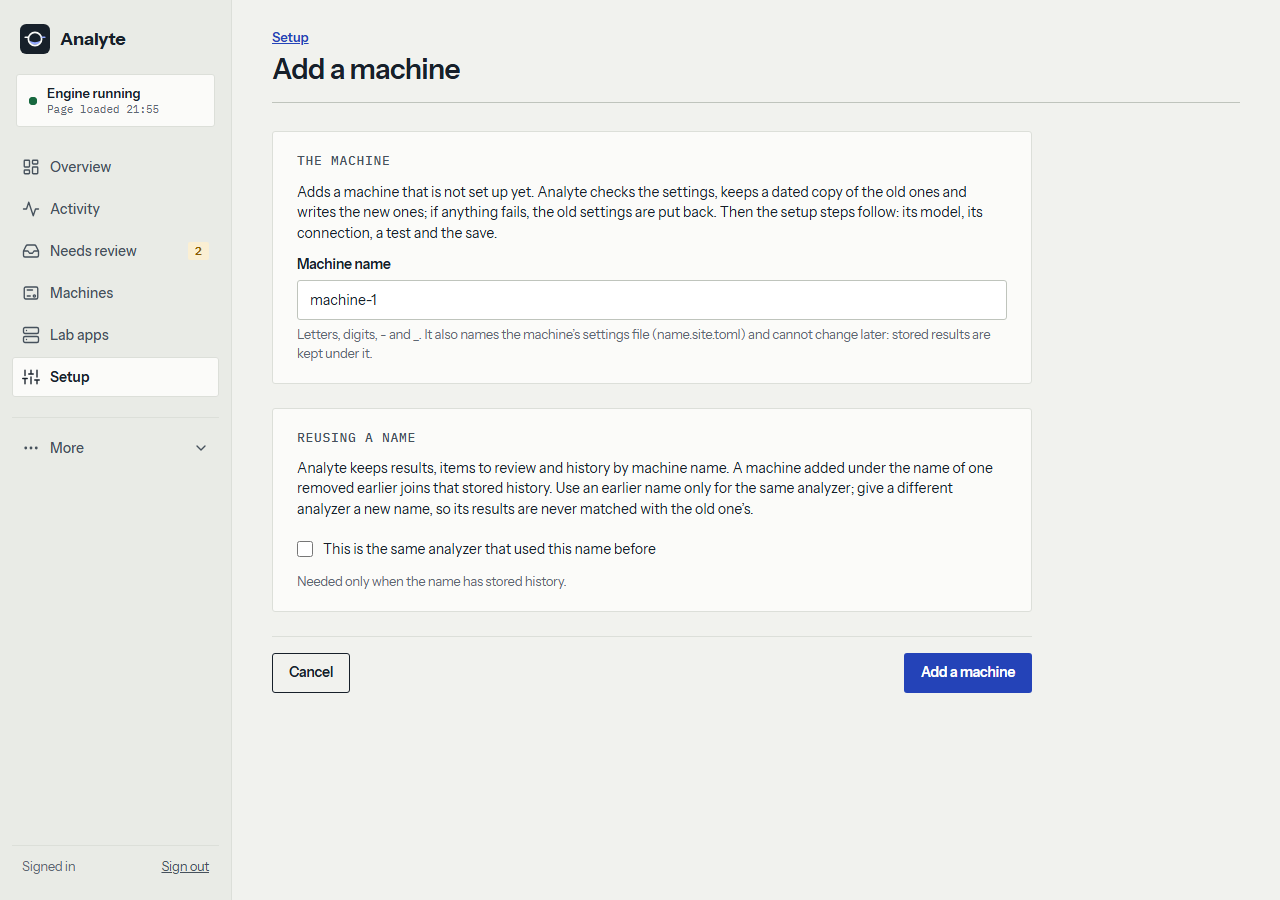 Analyte
Engine running
Page loaded 21:55
Overview
Activity
Needs review 2
Machines
Lab apps
Setup
More
Signed in
Sign out
Setup
Add a machine
THE MACHINE
Adds a machine that is not set up yet. Analyte checks the settings, keeps a dated copy of the old ones and
writes the new ones; if anything fails, the old settings are put back. Then the setup steps follow: its model, its
connection, a test and the save.
Machine name
machine-1
Letters, digits, - and _. It also names the machine's settings file (name.site.toml) and cannot change later: stored results are
kept under it.
REUSING A NAME
Analyte keeps results, items to review and history by machine name. A machine added under the name of one
removed earlier joins that stored history. Use an earlier name only for the same analyzer; give a different
analyzer a new name, so its results are never matched with the old one's.
This is the same analyzer that used this name before
Needed only when the name has stored history.
Cancel
Add a machine